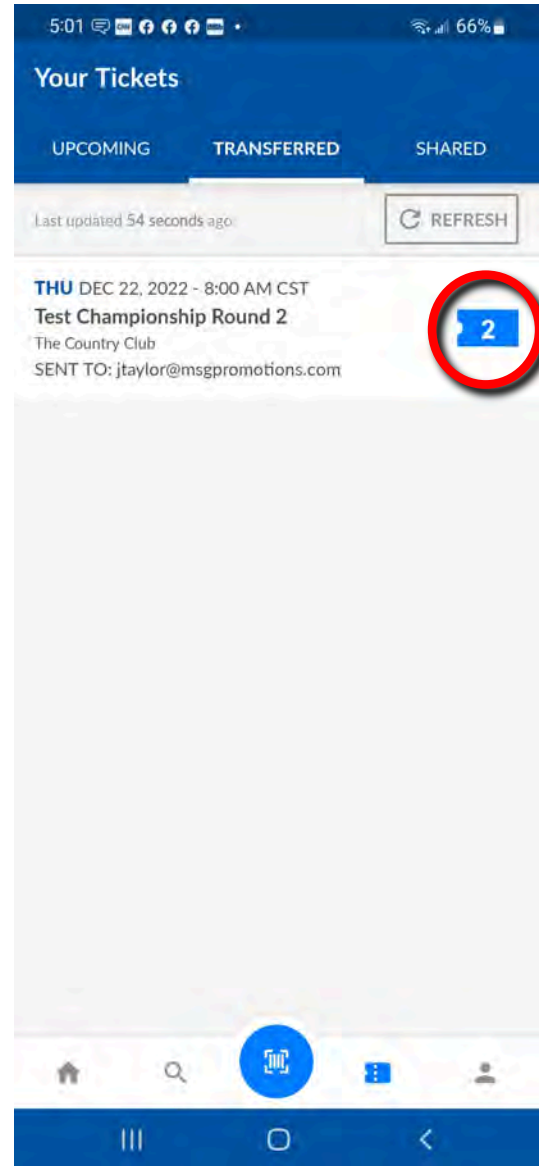 5:01 66%
Your Tickets
UPCOMING TRANSFERRED SHARED
Last updated 54 seconds ago REFRESH
THU DEC 22, 2022 - 8:00 AM CST
Test Championship Round 2
The Country Club
SENT TO: jtaylor@msgpromotions.com
2